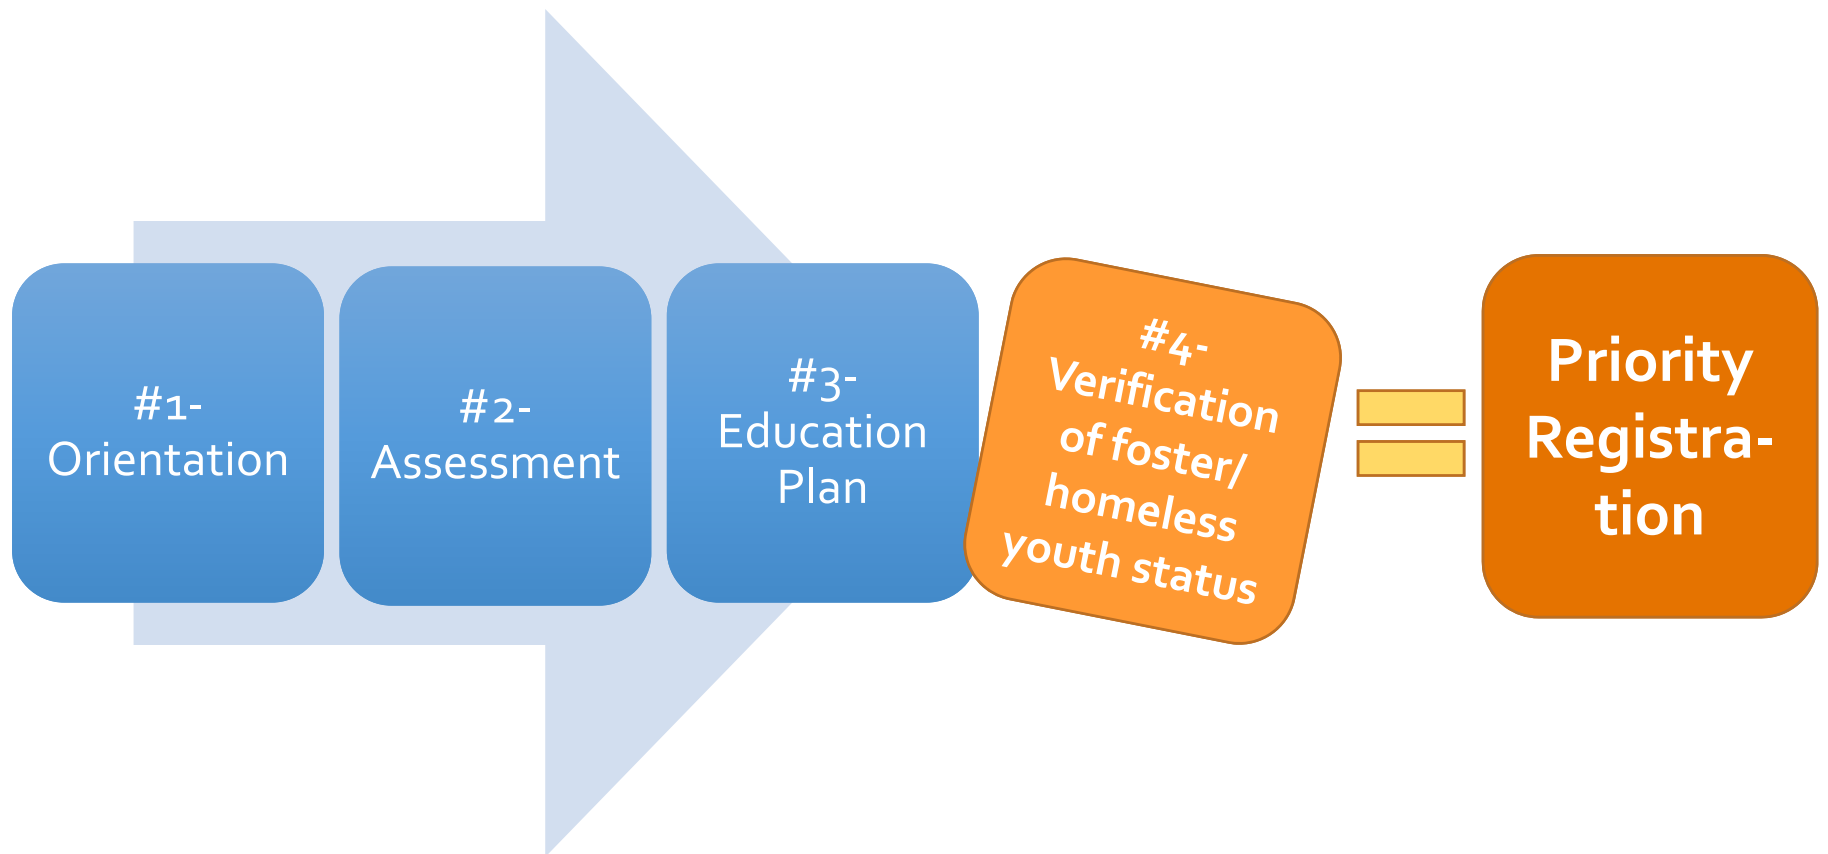 #1-
Orientation
#2-
Assessment
#3-
Education
Plan
#4-
Verification
of foster/
homeless
youth status
Priority
Registra-
tion